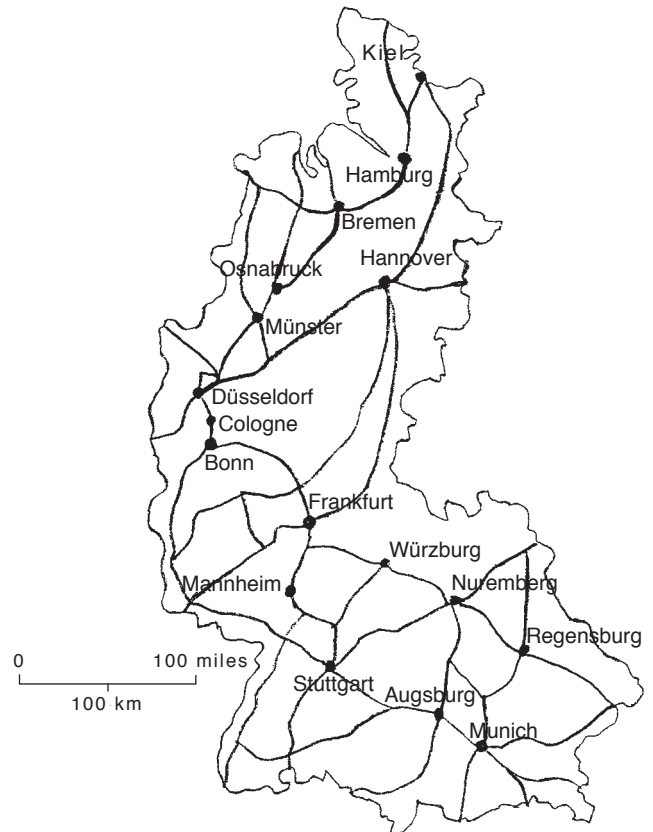 Kiel
Hamburg
Bremen
Hannover
Osnabruck
Münster
Düsseldorf
Cologne
Bonn
Frankfurt
Würzburg
Mannheim
Nuremberg
Regensburg
0 100 miles
Stuttgart
Augsburg
100 km
Munich